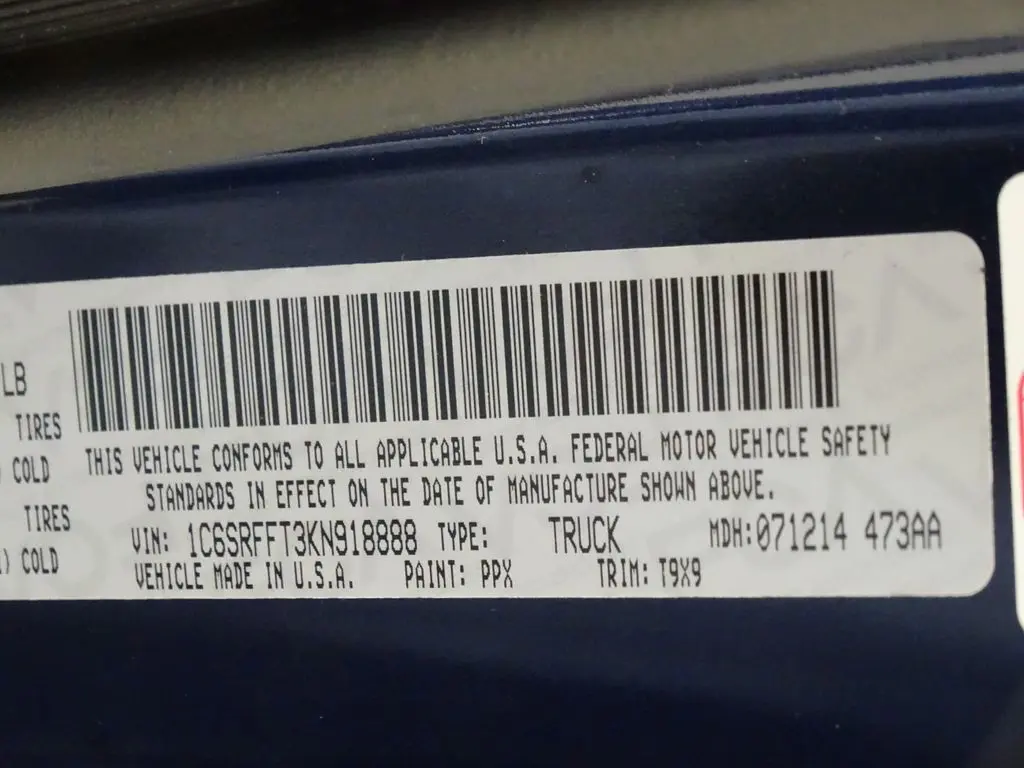 LB
TIRES
COLD
TIRES
) COLD
THIS VEHICLE CONFORMS TO ALL APPLICABLE U.S.A. FEDERAL MOTOR VEHICLE SAFETY
STANDARDS IN EFFECT ON THE DATE OF MANUFACTURE SHOWN ABOVE.
VIN: 1C6SRFFT3KN918888 TYPE: TRUCK MDH:071214 473AA
VEHICLE MADE IN U.S.A. PAINT: PPX TRIM: T9X9